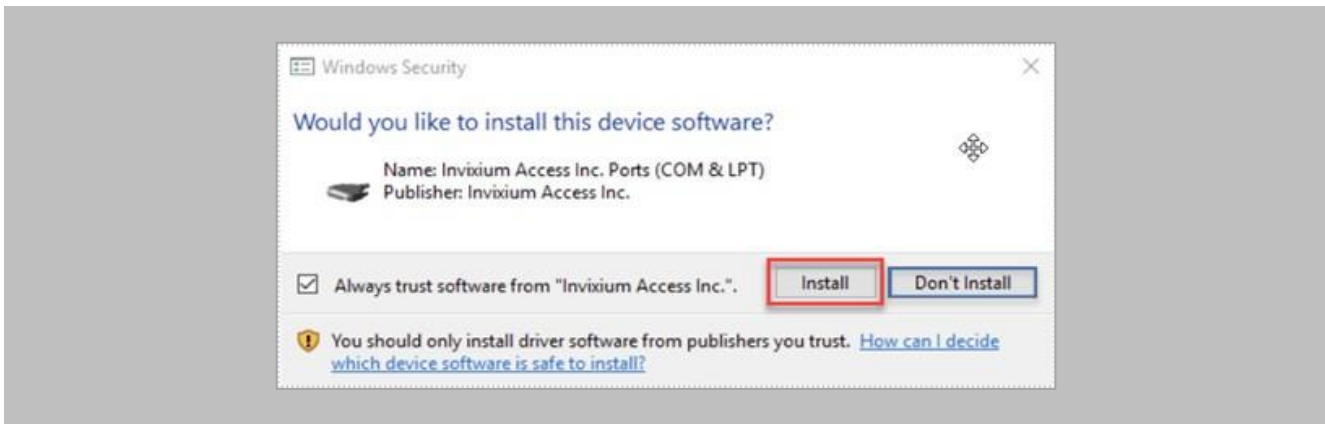 Windows Security
Would you like to install this device software?
Name: Invixium Access Inc. Ports (COM & LPT)
Publisher: Invixium Access Inc.
Always trust software from "Invixium Access Inc.".
Install
Don't Install
You should only install driver software from publishers you trust. How can I decide
which device software is safe to install?